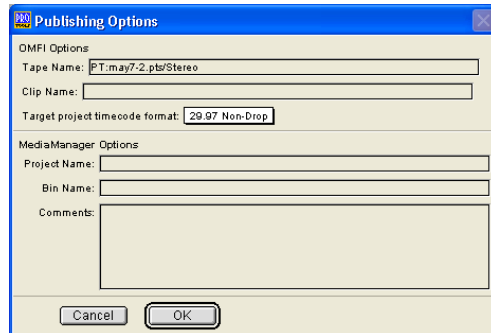 Publishing Options
OMFI Options
Tape Name: PT:may7-2.pts/Stereo
Clip Name:
Target project timecode format: 29.97 Non-Drop
MediaManager Options
Project Name:
Bin Name:
Comments:
Cancel OK